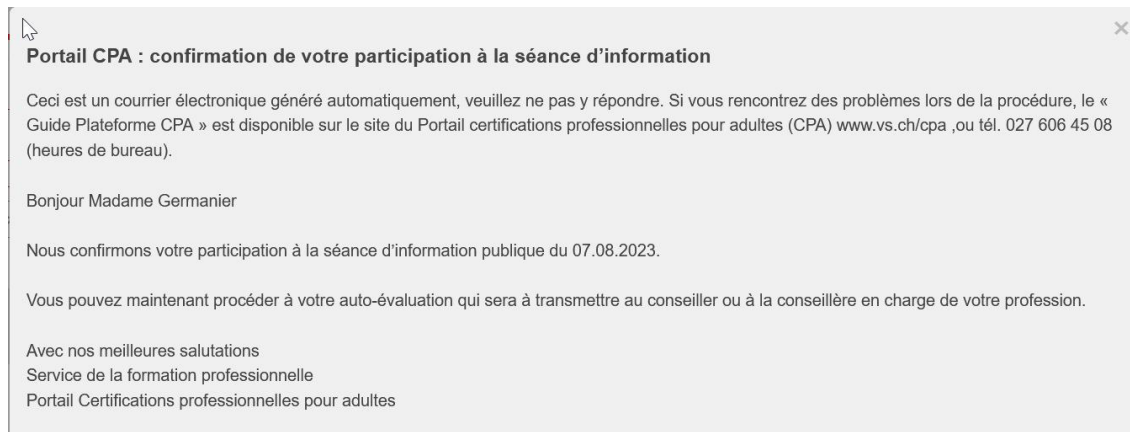 Portail CPA : confirmation de votre participation à la séance d’information
Ceci est un courrier électronique généré automatiquement, veuillez ne pas y répondre. Si vous rencontrez des problèmes lors de la procédure, le «
Guide Plateforme CPA » est disponible sur le site du Portail certifications professionnelles pour adultes (CPA) www.vs.ch/cpa ,ou tél. 027 606 45 08
(heures de bureau).
Bonjour Madame Germanier
Nous confirmons votre participation à la séance d’information publique du 07.08.2023.
Vous pouvez maintenant procéder à votre auto-évaluation qui sera à transmettre au conseiller ou à la conseillère en charge de votre profession.
Avec nos meilleures salutations
Service de la formation professionnelle
Portail Certifications professionnelles pour adultes